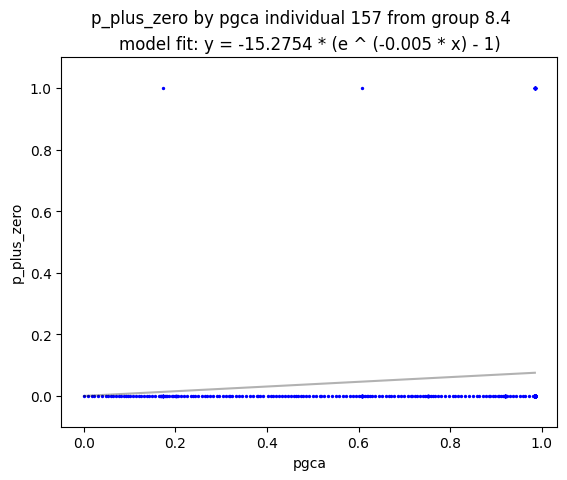 p_plus_zero by pgca individual 157 from group 8.4
model fit: y = -15.2754 * (e ^ (-0.005 * x) - 1)
1.0
0.8
0.6
0.4
0.2
0.0
p_plus_zero
0.0 0.2 0.4 0.6 0.8 1.0
pgca